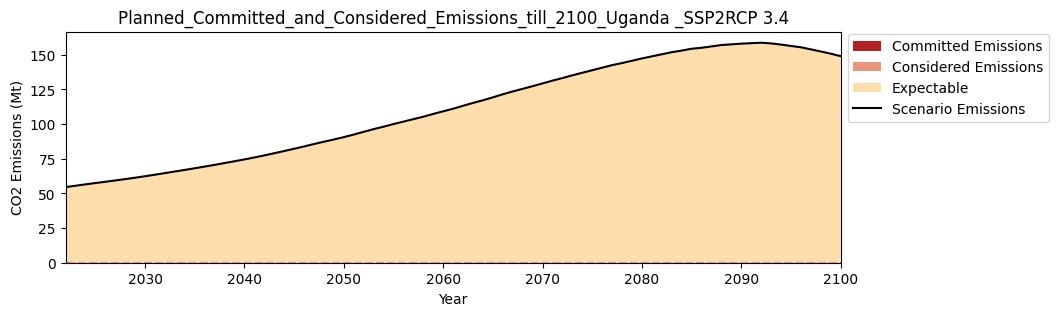 Planned_Committed_and_Considered_Emissions_till_2100_Uganda _SSP2RCP 3.4
150
125
100
75
50
25
0
CO2 Emissions (Mt)
2030 2040 2050 2060 2070 2080 2090 2100
Year
Committed Emissions
Considered Emissions
Expectable
Scenario Emissions